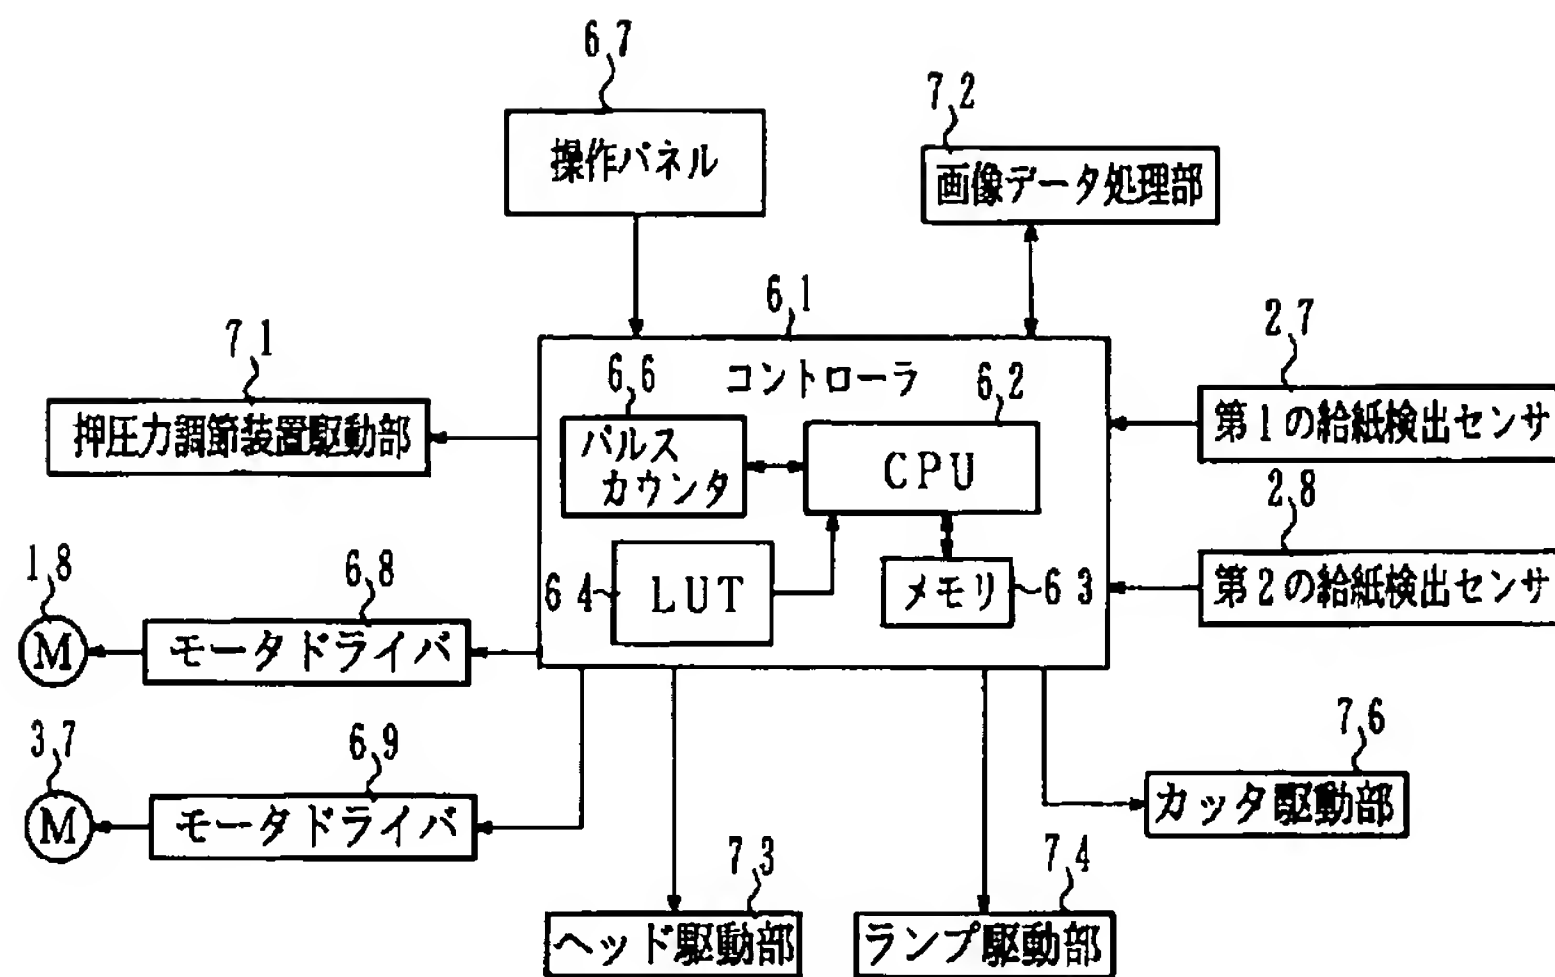 67
操作パネル
72
画像データ処理部
61
コントローラ
71
押圧力調節装置駆動部
66
パルス
カウンタ
62
CPU
27
第1の給紙検出センサ
28
第2の給紙検出センサ
64
LUT
メモリ
63
18
M
68
モータドライバ
37
M
69
モータドライバ
76
カッタ駆動部
73
ヘッド駆動部
74
ランプ駆動部